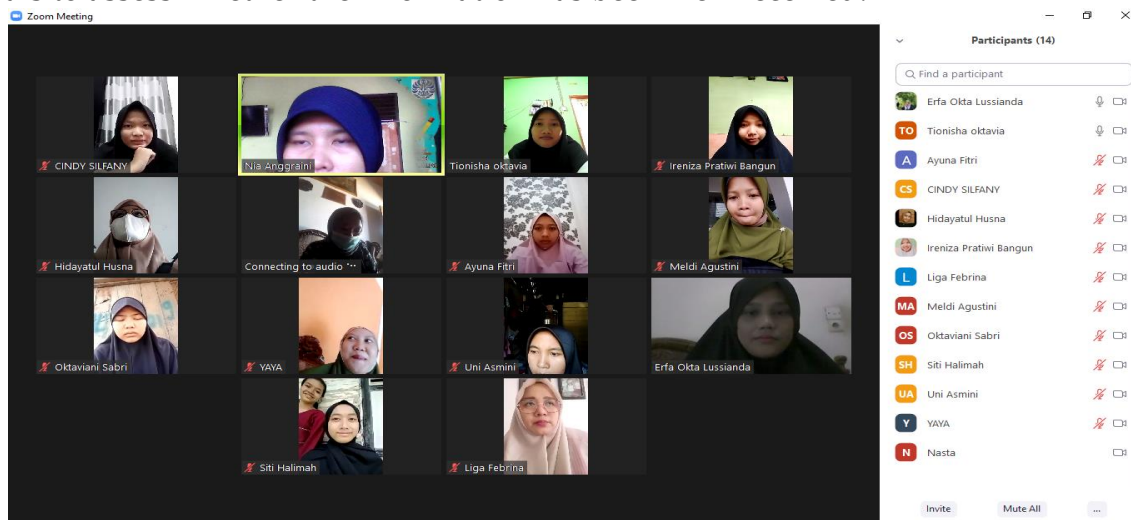 Zoom Meeting
Participants (14)
Find a participant
CINDY SILFANY
Nia Anggraini
Tionisha oktavia
Ireniza Pratiwi Bangun
Hidayatul Husna
Connecting to audio ...
Ayuna Fitri
Meldi Agustini
Oktaviani Sabri
YAYA
Uni Asmini
Erfa Okta Lussianda
Siti Halimah
Liga Febrina
Erfa Okta Lussianda
TO Tionisha oktavia
A Ayuna Fitri
CS CINDY SILFANY
Hidayatul Husna
Ireniza Pratiwi Bangun
L Liga Febrina
MA Meldi Agustini
OS Oktaviani Sabri
SH Siti Halimah
UA Uni Asmini
Y YAYA
N Nasta
Invite Mute All ...